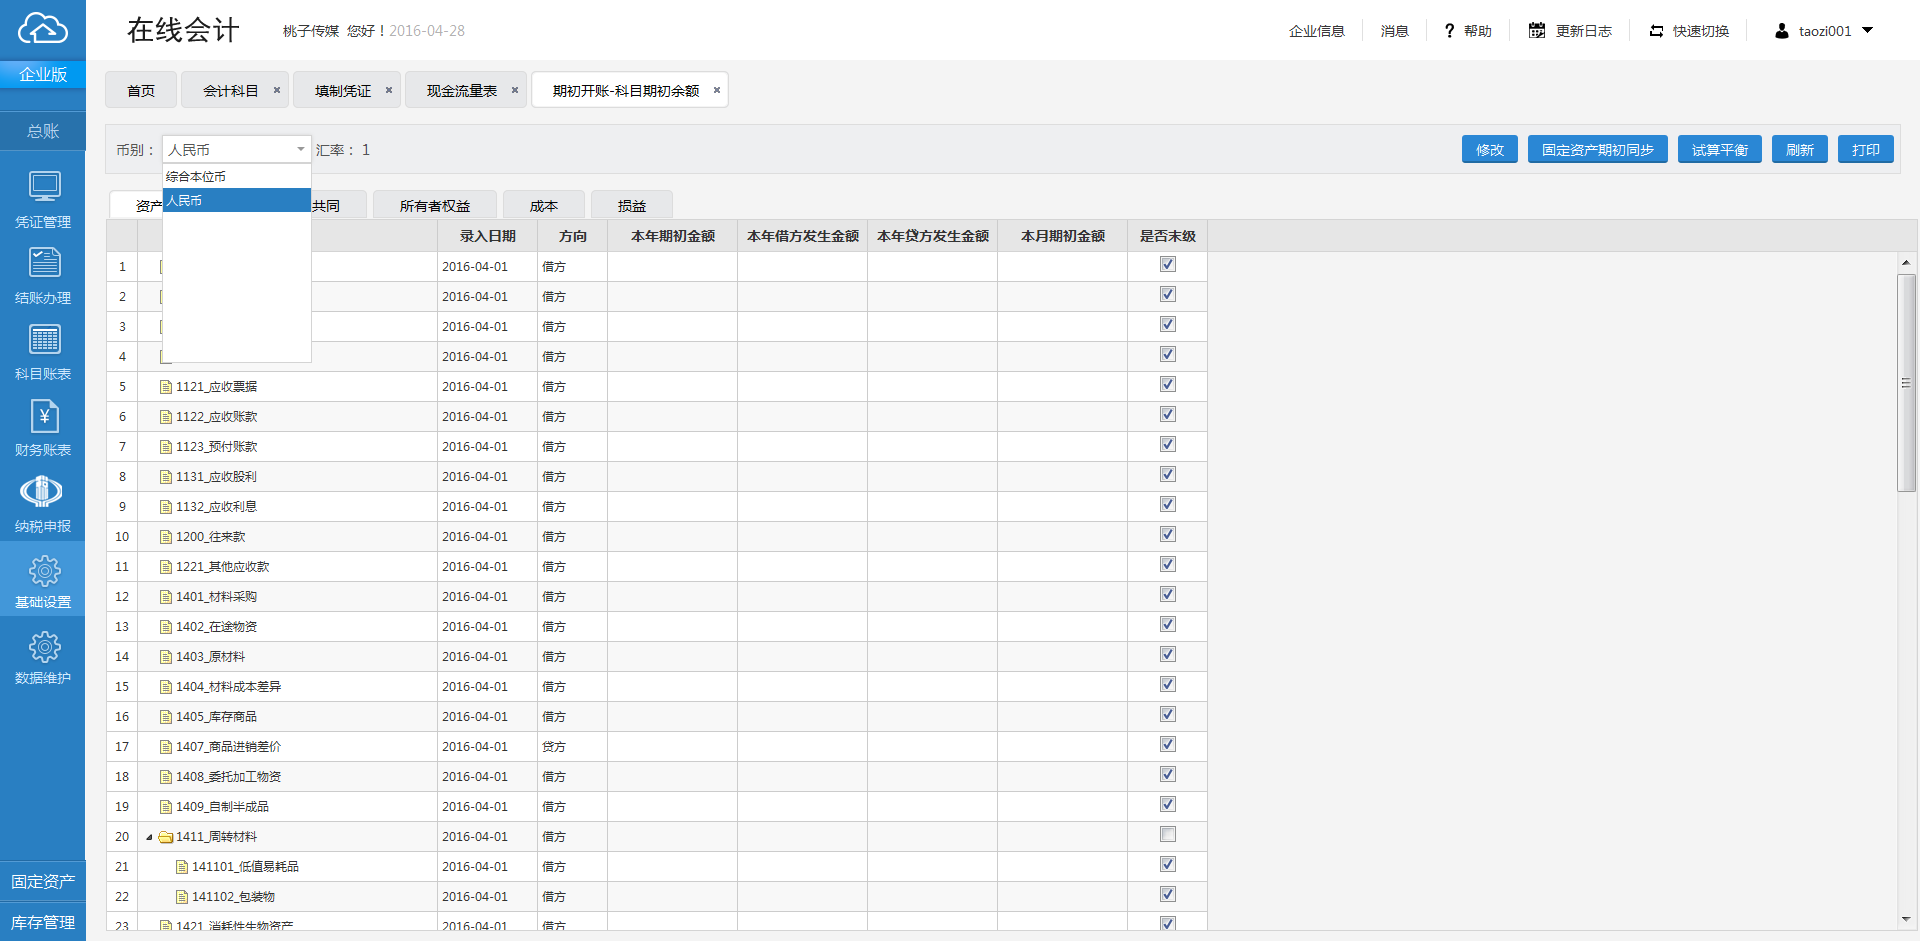 在线会计
桃子传媒 您好！2016-04-28
企业信息 消息 ? 帮助 更新日志 快速切换 taozi001
企业版
总账
凭证管理
结账办理
科目账表
财务账表
纳税申报
基础设置
数据维护
固定资产
库存管理
首页 会计科目 × 填制凭证 × 现金流量表 × 期初开账-科目期初余额 ×
币别： 人民币 汇率： 1
修改 固定资产期初同步 试算平衡 刷新 打印
综合本位币
人民币
资产 共同 所有者权益 成本 损益
录入日期 方向 本年期初金额 本年借方发生金额 本年贷方发生金额 本月期初金额 是否末级
1 2016-04-01 借方
2 2016-04-01 借方
3 2016-04-01 借方
4 2016-04-01 借方
5 1121_应收票据 2016-04-01 借方
6 1122_应收账款 2016-04-01 借方
7 1123_预付账款 2016-04-01 借方
8 1131_应收股利 2016-04-01 借方
9 1132_应收利息 2016-04-01 借方
10 1200_往来款 2016-04-01 借方
11 1221_其他应收款 2016-04-01 借方
12 1401_材料采购 2016-04-01 借方
13 1402_在途物资 2016-04-01 借方
14 1403_原材料 2016-04-01 借方
15 1404_材料成本差异 2016-04-01 借方
16 1405_库存商品 2016-04-01 借方
17 1407_商品进销差价 2016-04-01 贷方
18 1408_委托加工物资 2016-04-01 借方
19 1409_自制半成品 2016-04-01 借方
20 1411_周转材料 2016-04-01 借方
21 141101_低值易耗品 2016-04-01 借方
22 141102_包装物 2016-04-01 借方
23 1421_消耗性生物资产 2016-04-01 借方